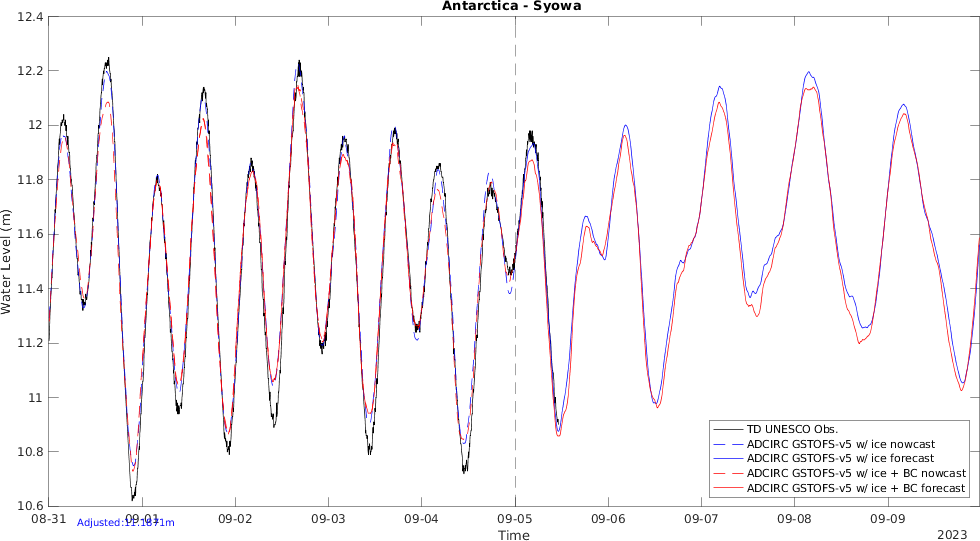 Antarctica - Syowa
12.4
12.2
12
11.8
11.6
11.4
11.2
11
10.8
10.6
Water Level (m)
08-31
09-01
09-02
09-03
09-04
09-05
09-06
09-07
09-08
09-09
Adjusted:11.1871m
Time
2023
TD UNESCO Obs.
ADCIRC GSTOFS-v5 w/ ice nowcast
ADCIRC GSTOFS-v5 w/ ice forecast
ADCIRC GSTOFS-v5 w/ ice + BC nowcast
ADCIRC GSTOFS-v5 w/ ice + BC forecast